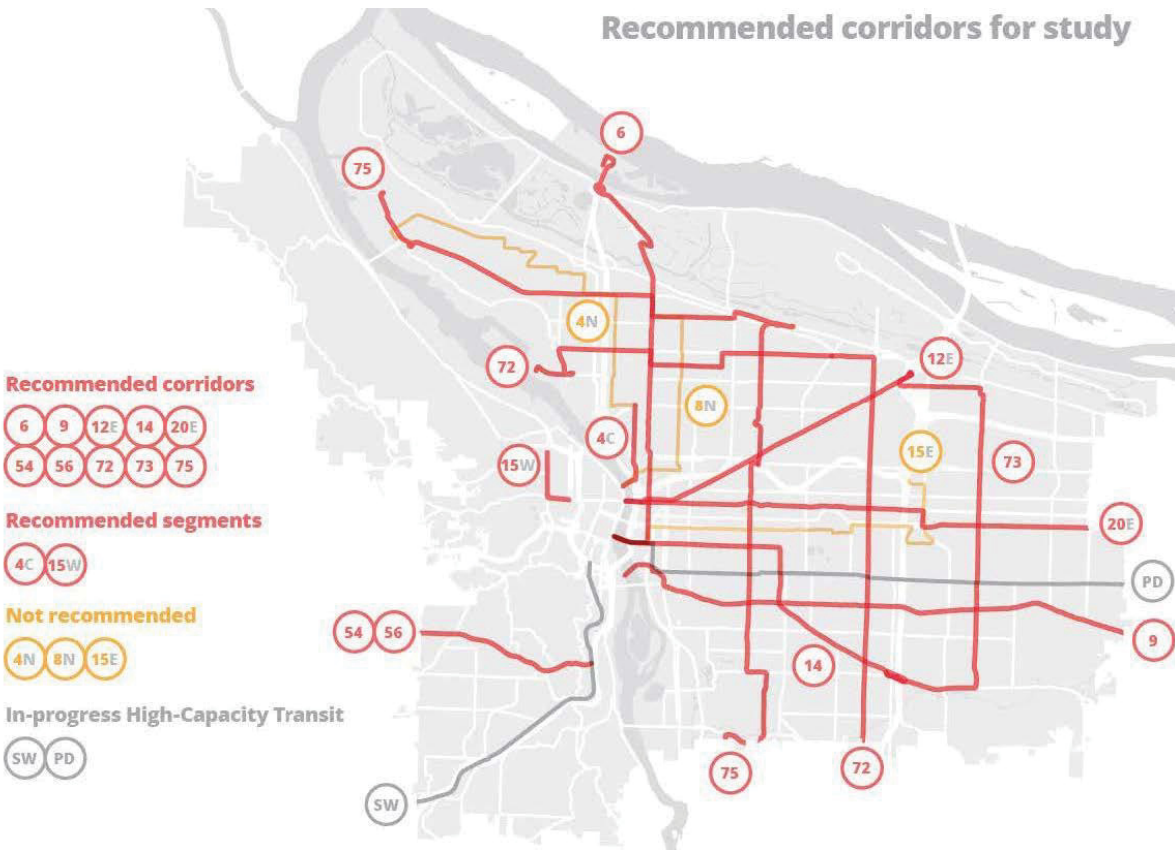 Recommended corridors for study
6
75
4N
72
12E
8N
4C
15W
15E
73
20E
PD
54 56
9
14
75
72
SW
Recommended corridors
6 9 12E 14 20E
54 56 72 73 75
Recommended segments
4C 15W
Not recommended
4N 8N 15E
In-progress High-Capacity Transit
SW PD